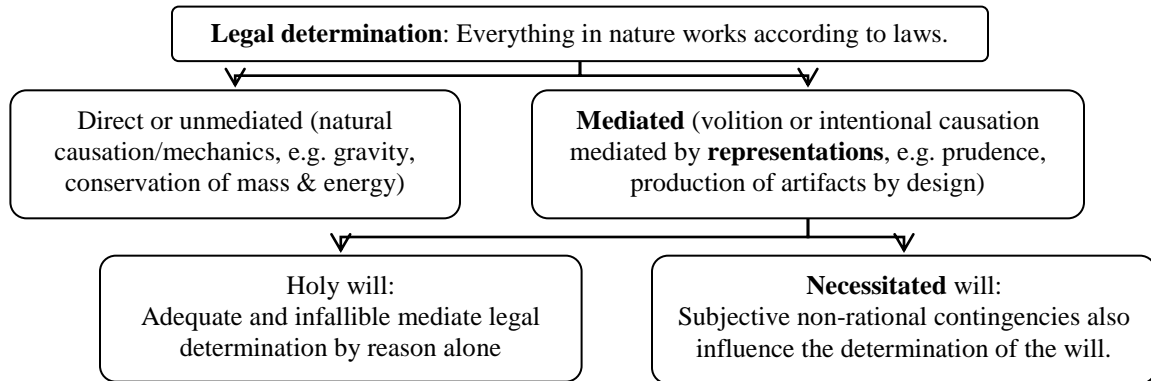 Legal determination: Everything in nature works according to laws.
Direct or unmediated (natural
causation/mechanics, e.g. gravity,
conservation of mass & energy)
Mediated (volition or intentional causation
mediated by representations, e.g. prudence,
production of artifacts by design)
Holy will:
Adequate and infallible mediate legal
determination by reason alone
Necessitated will:
Subjective non-rational contingencies also
influence the determination of the will.